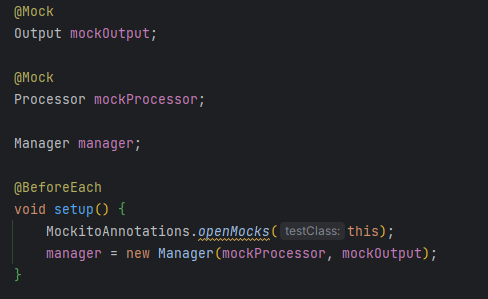 @Mock
Output mockOutput;
@Mock
Processor mockProcessor;
Manager manager;
@BeforeEach
void setup() {
MockitoAnnotations.openMocks( testClass: this);
manager = new Manager(mockProcessor, mockOutput);
}